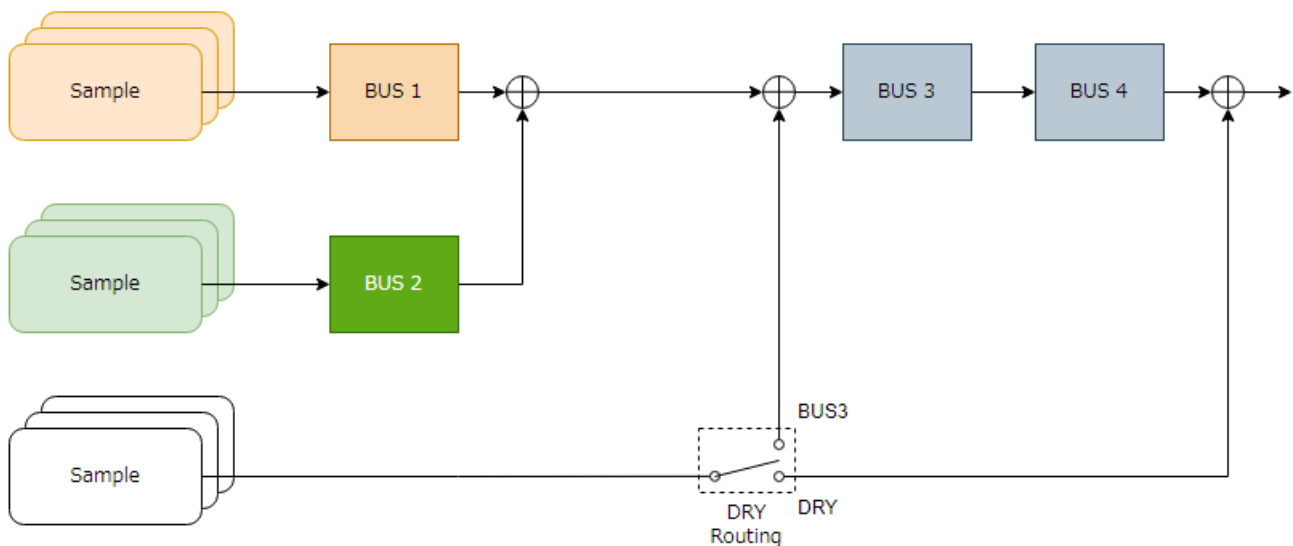 Sample
BUS 1
BUS 3
BUS 4
Sample
BUS 2
BUS3
Sample
DRY
DRY
Routing